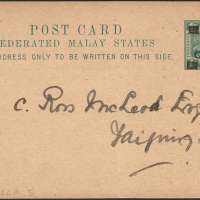 POST CARD
FEDERATED MALAY STATES
ADDRESS ONLY TO BE WRITTEN ON THIS SIDE.
C. Ross McLeod Esq
Taiping